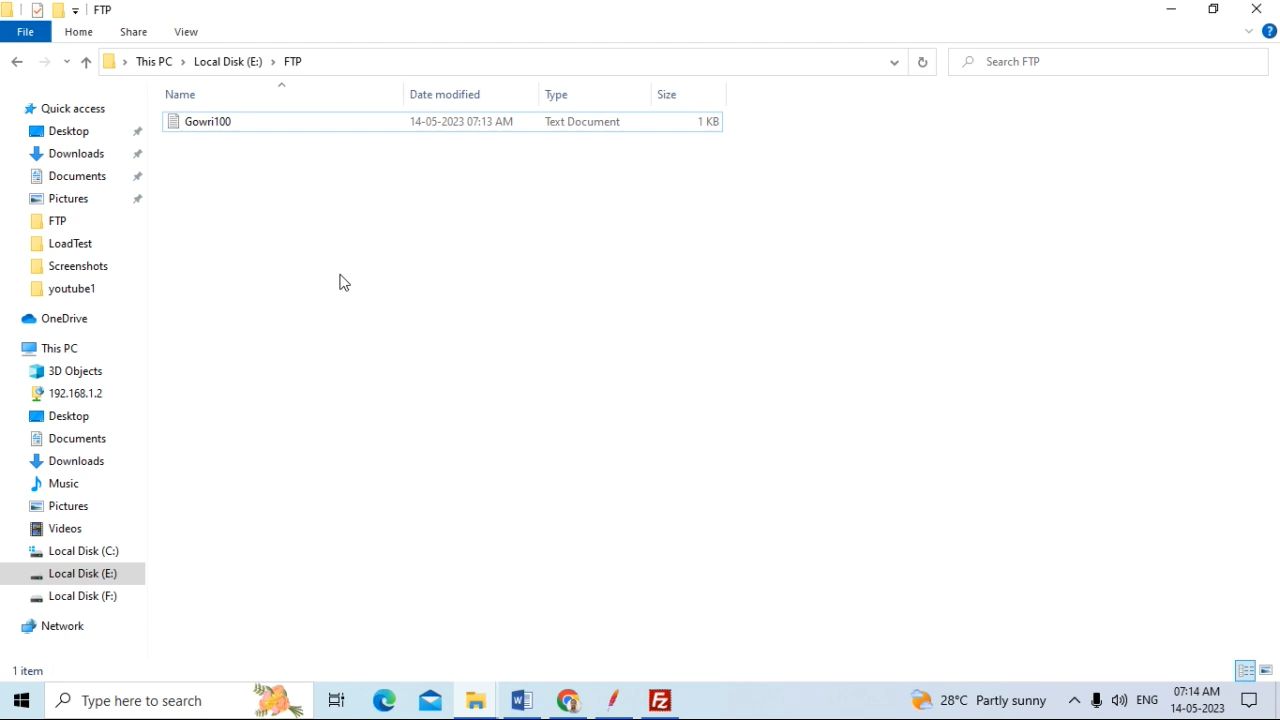 FTP
File Home Share View
This PC Local Disk (E:) FTP
Search FTP
Name Date modified Type Size
Gowri100 14-05-2023 07:13 AM Text Document 1 KB
Quick access
Desktop
Downloads
Documents
Pictures
FTP
LoadTest
Screenshots
youtube1
OneDrive
This PC
3D Objects
192.168.1.2
Desktop
Documents
Downloads
Music
Pictures
Videos
Local Disk (C:)
Local Disk (E:)
Local Disk (F:)
Network
1 item
Type here to search
28°C Partly sunny
ENG
07:14 AM
14-05-2023